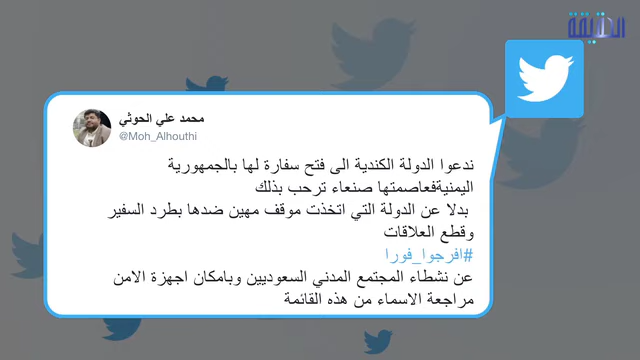 الحقيقة
محمد علي الحوثي
@Moh_Alhouthi
ندعوا الدولة الكندية الى فتح سفارة لها بالجمهورية
اليمنيةفعاصمتها صنعاء ترحب بذلك
بدلا عن الدولة التي اتخذت موقف مهين ضدها بطرد السفير
وقطع العلاقات
#افرجوا_فورا
عن نشطاء المجتمع المدني السعوديين وبامكان اجهزة الامن
مراجعة الاسماء من هذه القائمة